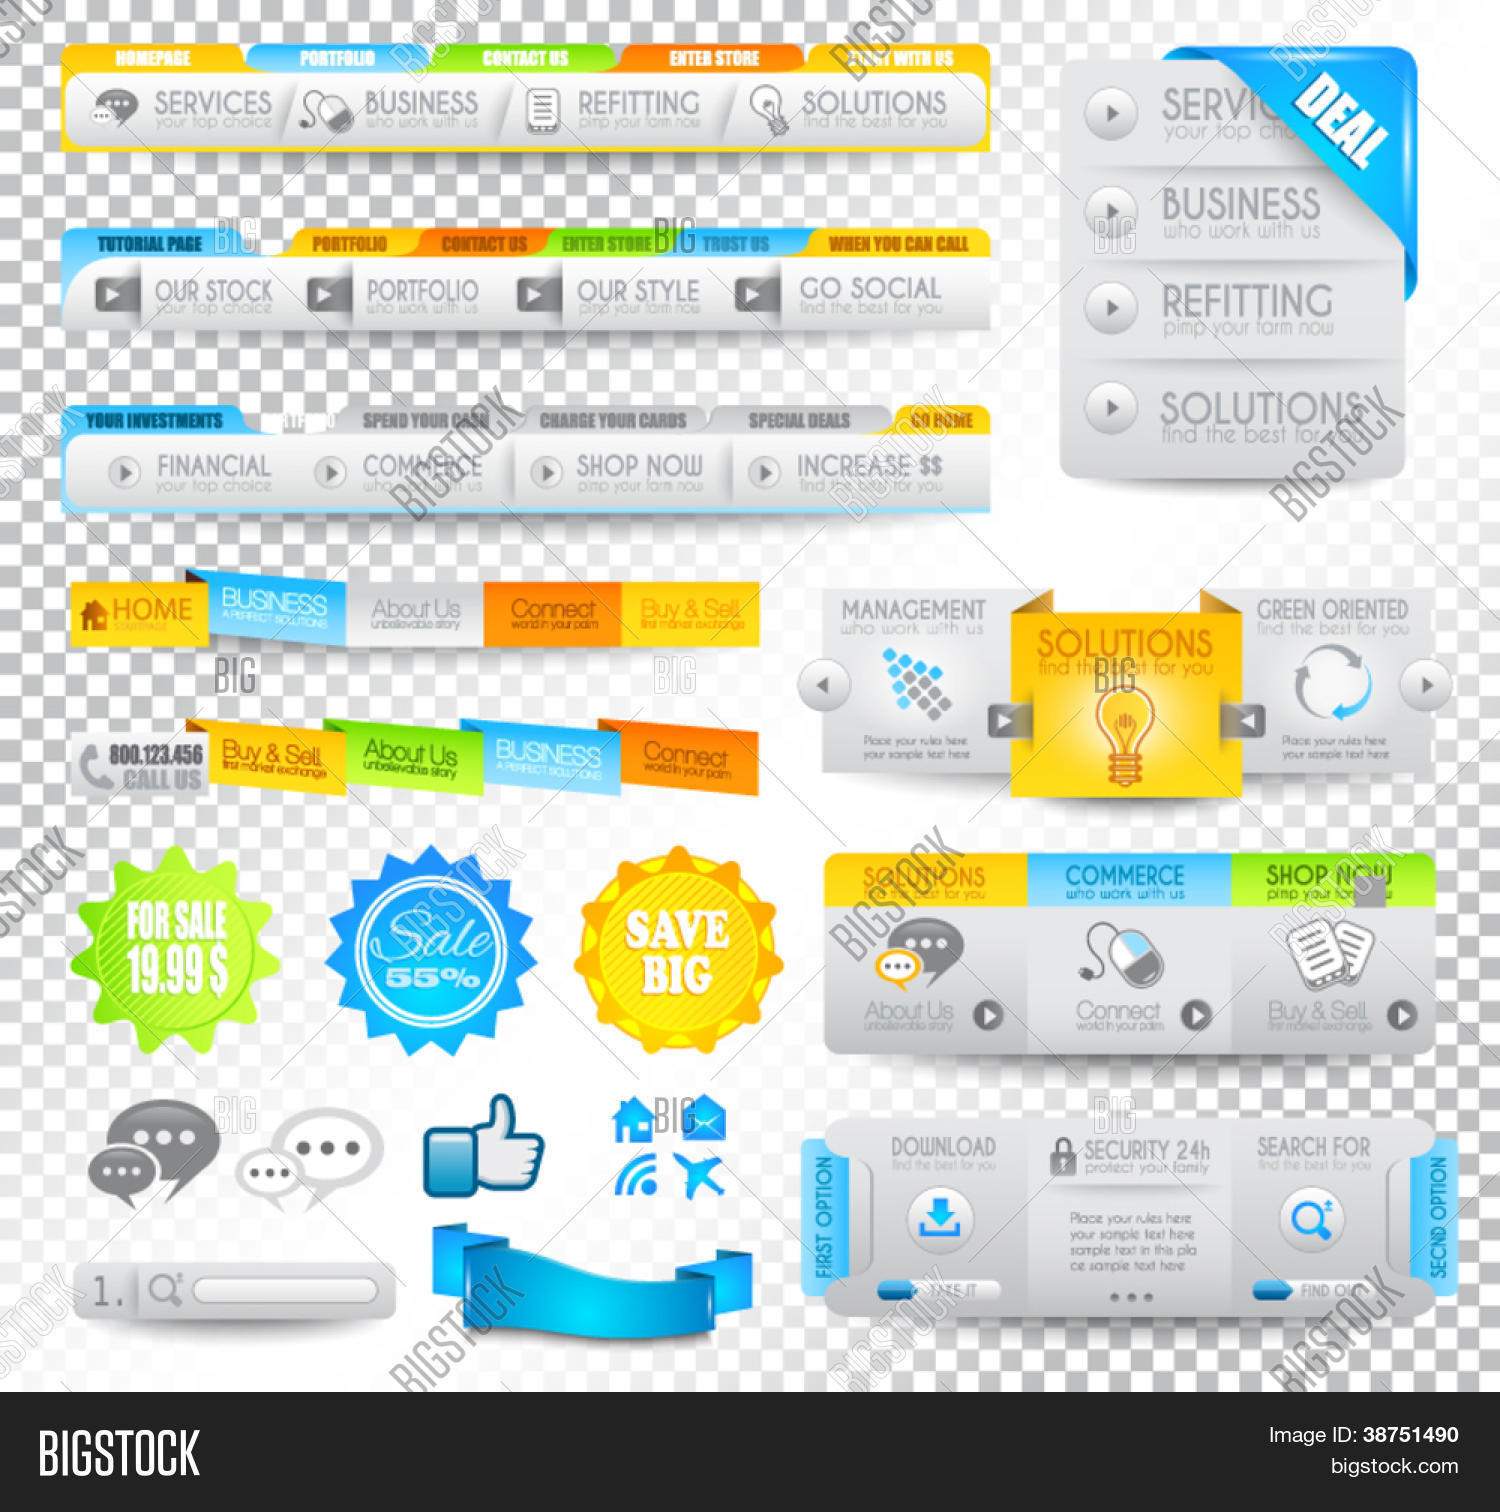 HOMEPAGE PORTFOLIO CONTACT US ENTER STORE START WITH US
SERVICES BUSINESS REFITTING SOLUTIONS
your top choice who work with us pimp your farm now find the best for you
TUTORIAL PAGE PORTFOLIO CONTACT US ENTER STORE TRUST US WHEN YOU CAN CALL
OUR STOCK PORTFOLIO OUR STYLE GO SOCIAL
your top choice who work with us pimp your farm now find the best for you
YOUR INVESTMENTS PORTFOLIO SPEND YOUR CASH CHARGE YOUR CARDS SPECIAL DEALS GO HOME
FINANCIAL COMMERCE SHOP NOW INCREASE $$
your top choice who work with us pimp your farm now find the best for you
DEAL
SERVIC
your top cho
BUSINESS
who work with us
REFITTING
pimp your farm now
SOLUTIONS
find the best for you
HOME BUSINESS About Us Connect Buy & Sell
STARTPAGE A PERFECT SOLUTIONS unbelievable story world in your palm first market exchange
800.123.456 Buy & Sell About Us BUSINESS Connect
CALL US first market exchange unbelievable story A PERFECT SOLUTIONS world in your palm
MANAGEMENT
who work with us
Place your rules here
your sample text here
SOLUTIONS
find the best for you
GREEN ORIENTED
find the best for you
Place your rules here
your sample text here
FOR SALE
19.99 $
Sale
55%
SAVE
BIG
SOLUTIONS COMMERCE SHOP NOW
find the best for you who work with us pimp your farm now
About Us Connect Buy & Sell
unbelievable story world in your palm first market exchange
FIRST OPTION
DOWNLOAD
find the best for you
TAKE IT
SECURITY 24h
protect your family
Place your rules here
your sample text here
sample text in this pla
ce sample text here
SEARCH FOR
find the best for you
FIND OUT
SECND OPTION
1.
BIGSTOCK
Image ID: 38751490
bigstock.com